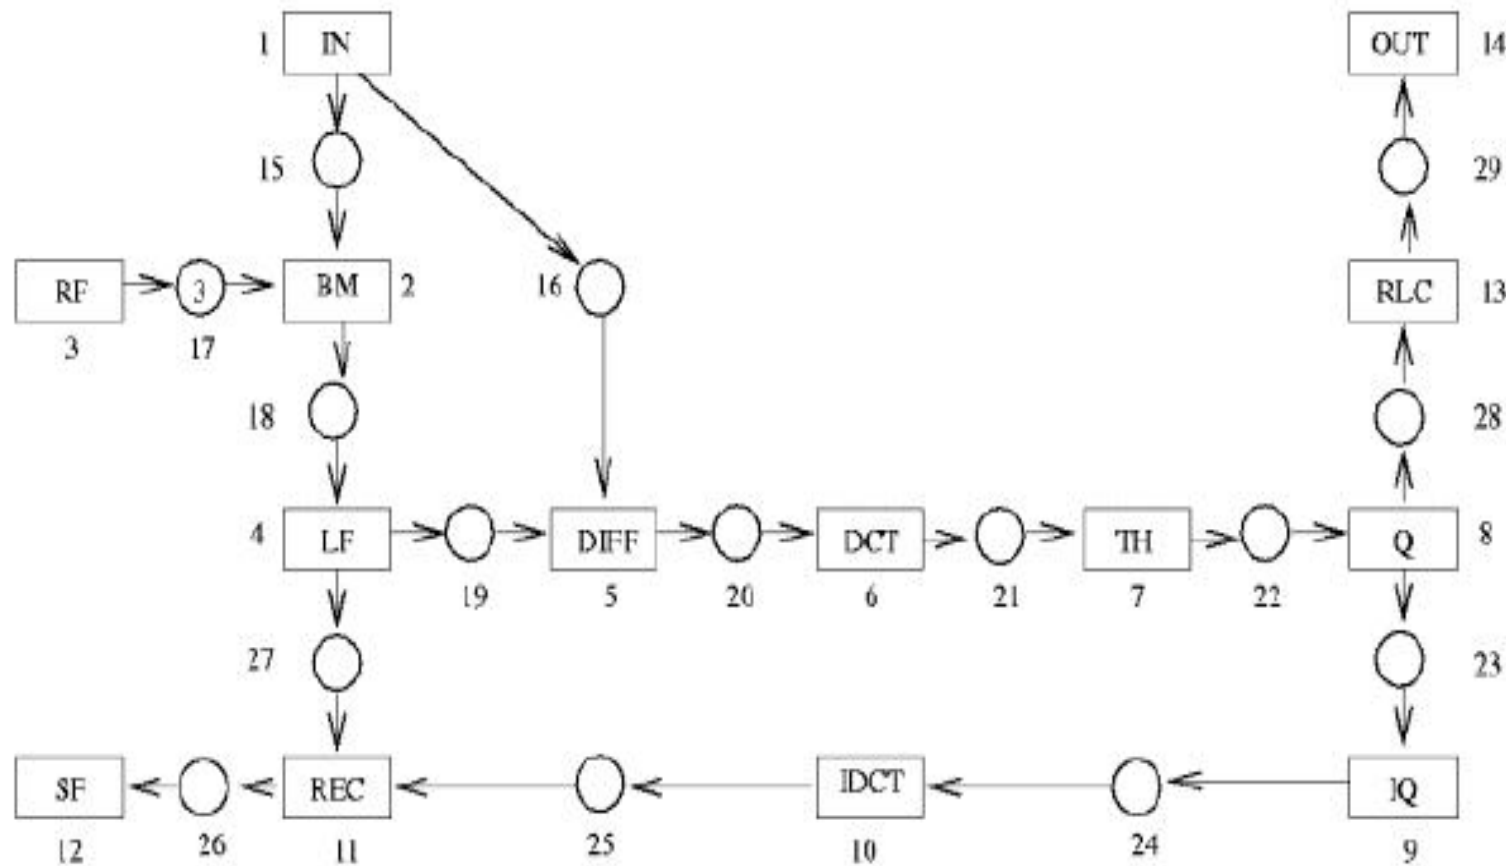 1 IN OUT 14
15 29
RF 3 BM 2 16 RLC 13
3 17
18 28
4 LF DIFF DCT TH Q 8
19 5 20 6 21 7 22
27 23
SF REC IDCT IQ
12 26 11 25 10 24 9